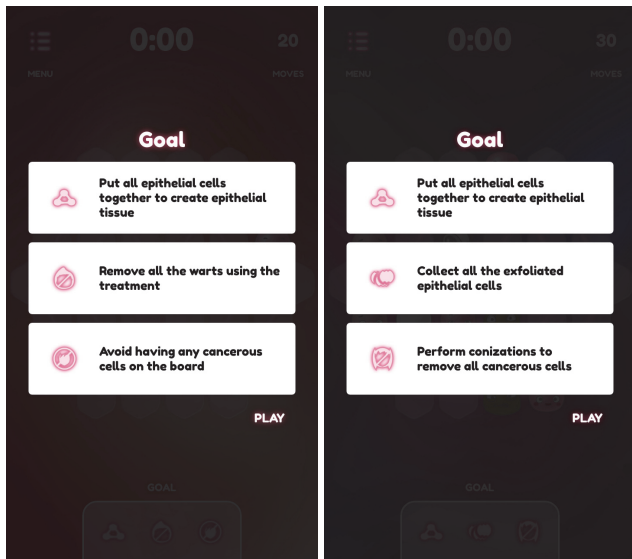 0:00
20
MENU
MOVES
Goal
Put all epithelial cells
together to create epithelial
tissue
Remove all the warts using the
treatment
Avoid having any cancerous
cells on the board
PLAY
GOAL
0:00
30
MENU
MOVES
Goal
Put all epithelial cells
together to create epithelial
tissue
Collect all the exfoliated
epithelial cells
Perform conizations to
remove all cancerous cells
PLAY
GOAL